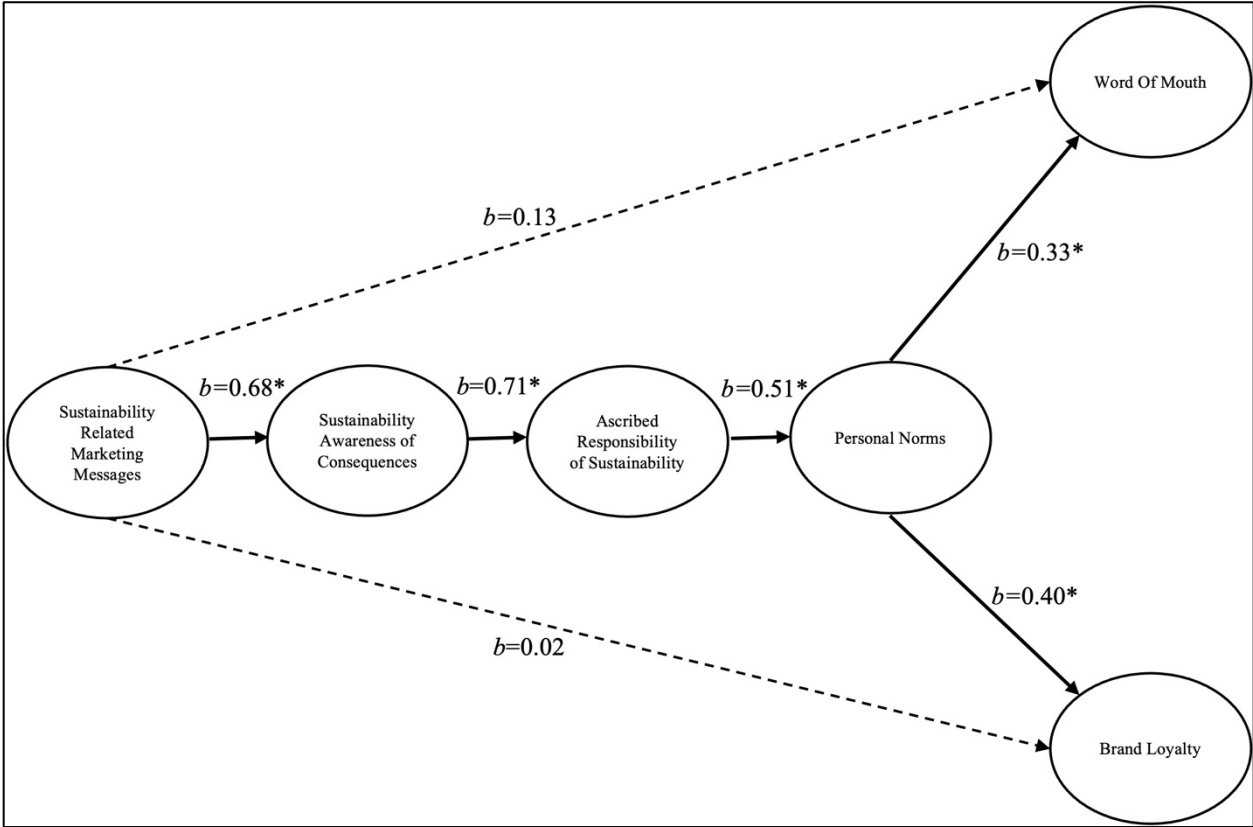 Word Of Mouth
b=0.13
b=0.33*
b=0.68*
b=0.71*
b=0.51*
Sustainability
Related
Marketing
Messages
Sustainability
Awareness of
Consequences
Ascribed
Responsibility
of Sustainability
Personal Norms
b=0.40*
b=0.02
Brand Loyalty